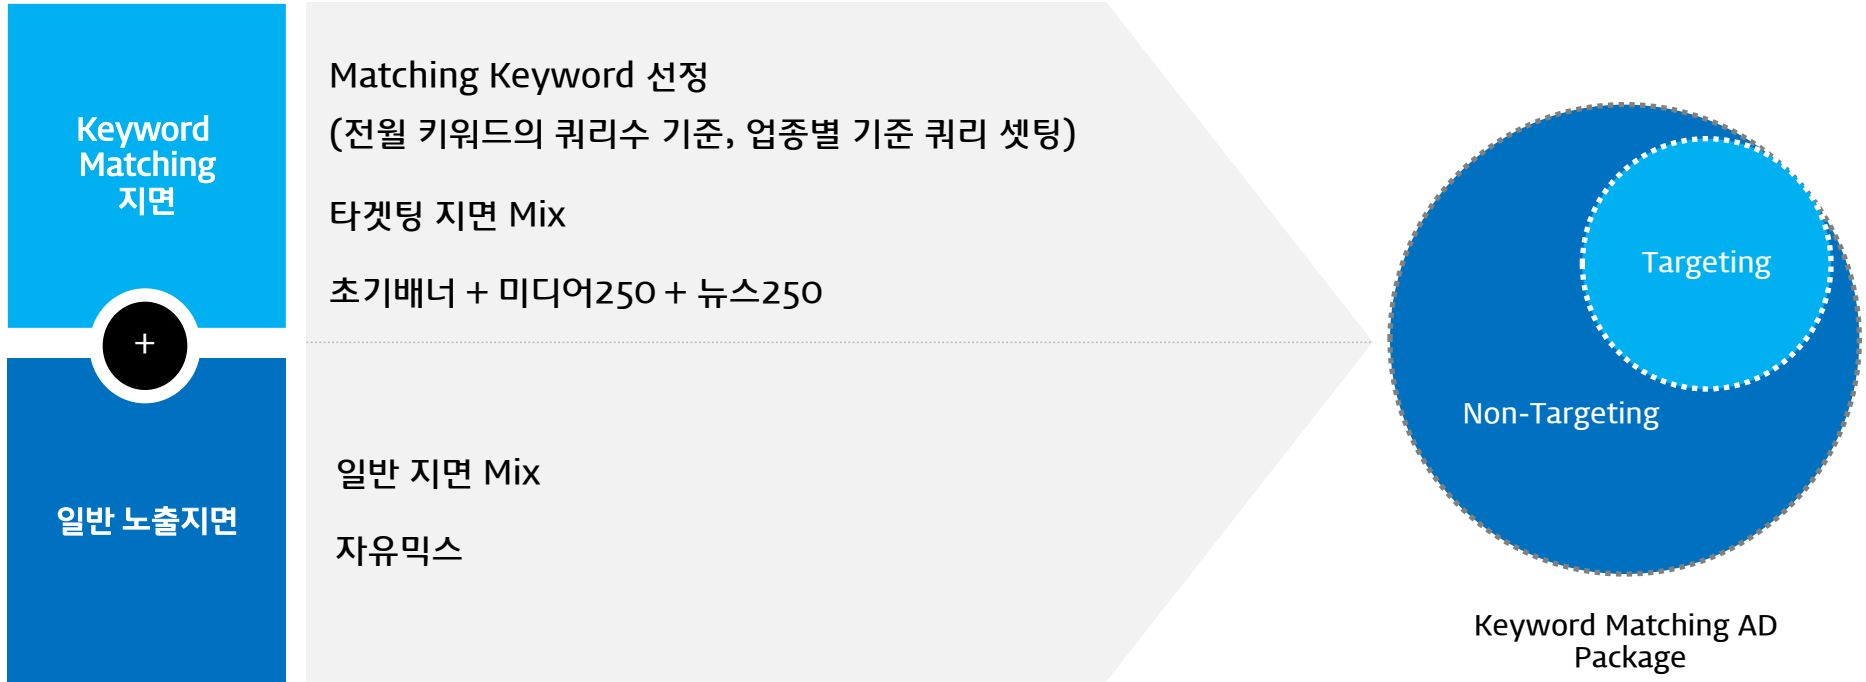 Keyword
Matching
지면
+
일반 노출지면
Matching Keyword 선정
(전월 키워드의 쿼리수 기준, 업종별 기준 쿼리 셋팅)
타겟팅 지면 Mix
초기배너 + 미디어250 + 뉴스250
일반 지면 Mix
자유믹스
Targeting
Non-Targeting
Keyword Matching AD
Package